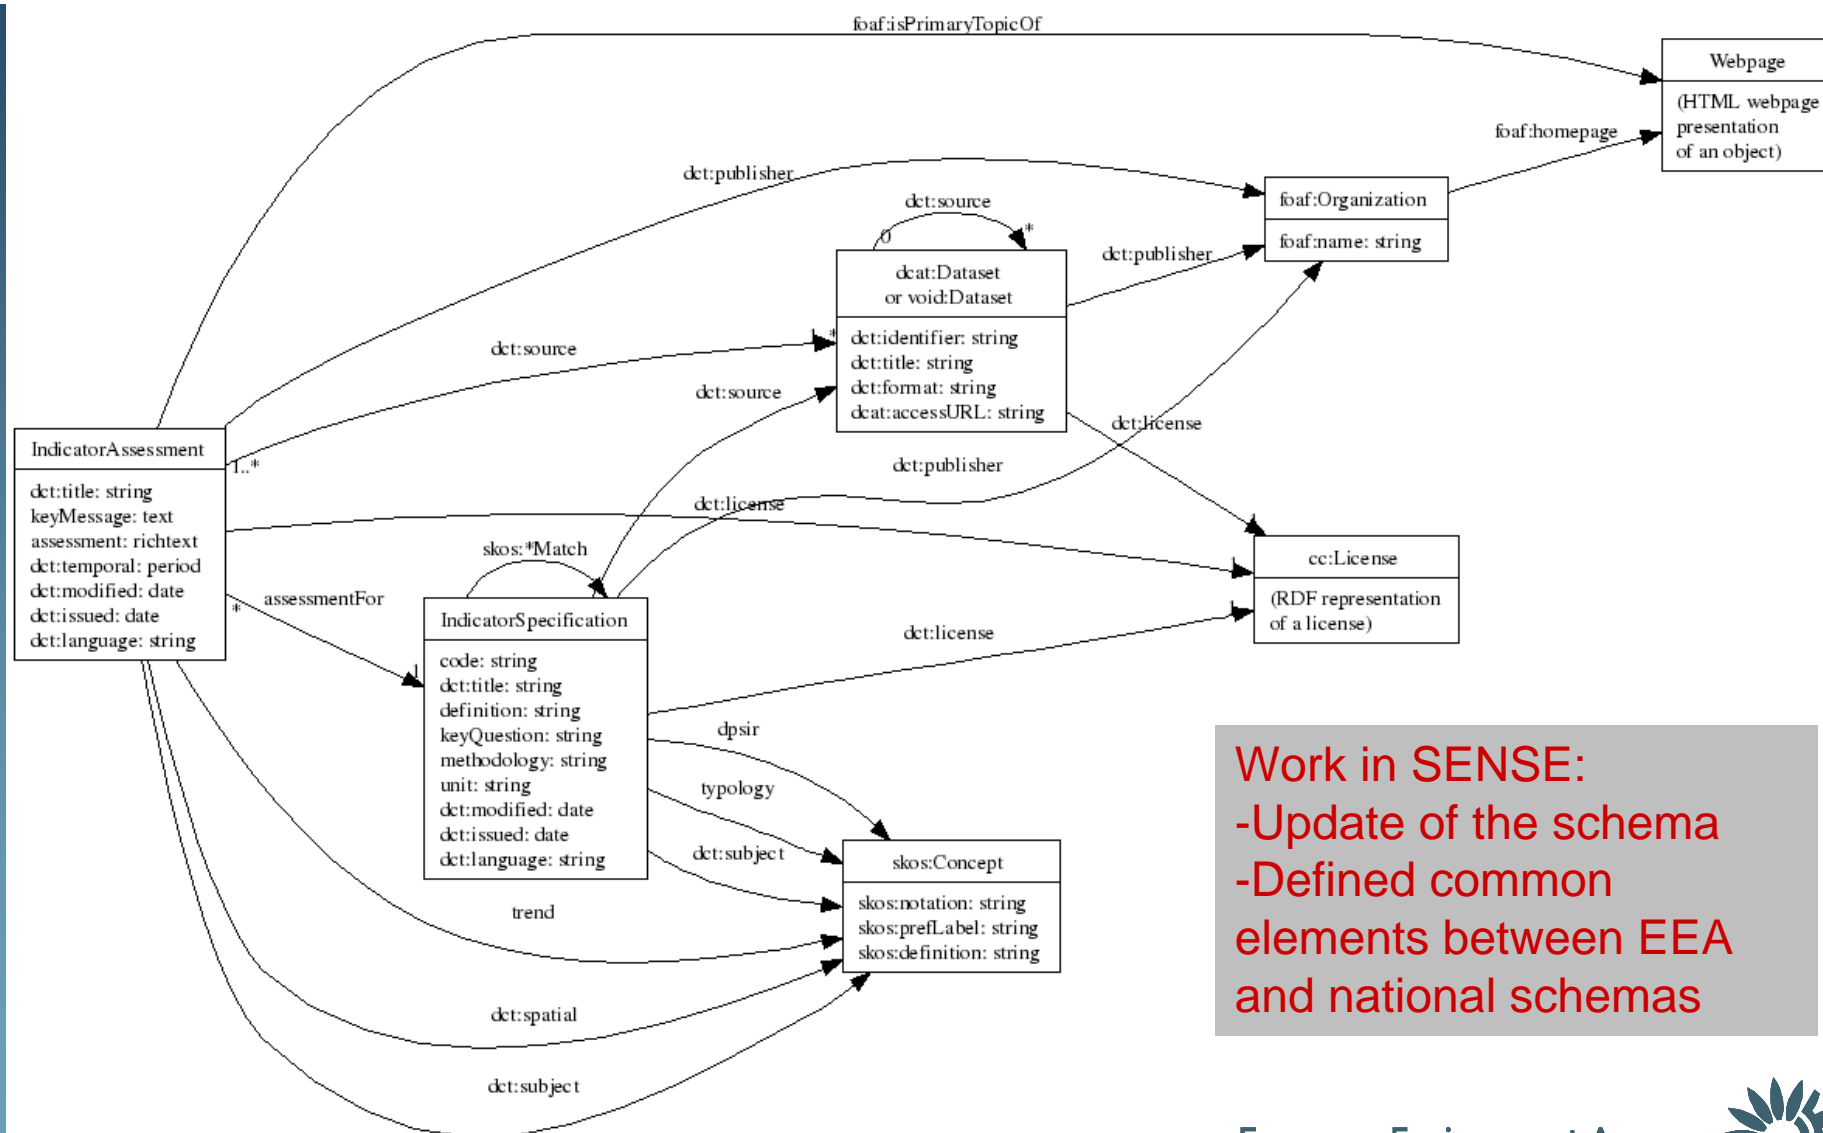 foaf:isPrimaryTopicOf
Webpage
(HTML webpage
presentation
of an object)
foaf:homepage
dct:publisher
foaf:Organization
foaf:name: string
dct:source
0
*
dct:publisher
dcat:Dataset
or void:Dataset
dct:identifier: string
dct:title: string
dct:format: string
dcat:accessURL: string
dct:source
1..*
dct:source
dct:license
dct:publisher
IndicatorAssessment
dct:title: string
keyMessage: text
assessment: richtext
dct:temporal: period
dct:modified: date
dct:issued: date
dct:language: string
1..*
dct:license
1
cc:License
(RDF representation
of a license)
1
1
skos:*Match
*
assessmentFor
1
IndicatorSpecification
code: string
dct:title: string
definition: string
keyQuestion: string
methodology: string
unit: string
dct:modified: date
dct:issued: date
dct:language: string
dct:license
dpsir
typology
dct:subject
skos:Concept
skos:notation: string
skos:prefLabel: string
skos:definition: string
trend
dct:spatial
dct:subject
Work in SENSE:
-Update of the schema
-Defined common
elements between EEA
and national schemas